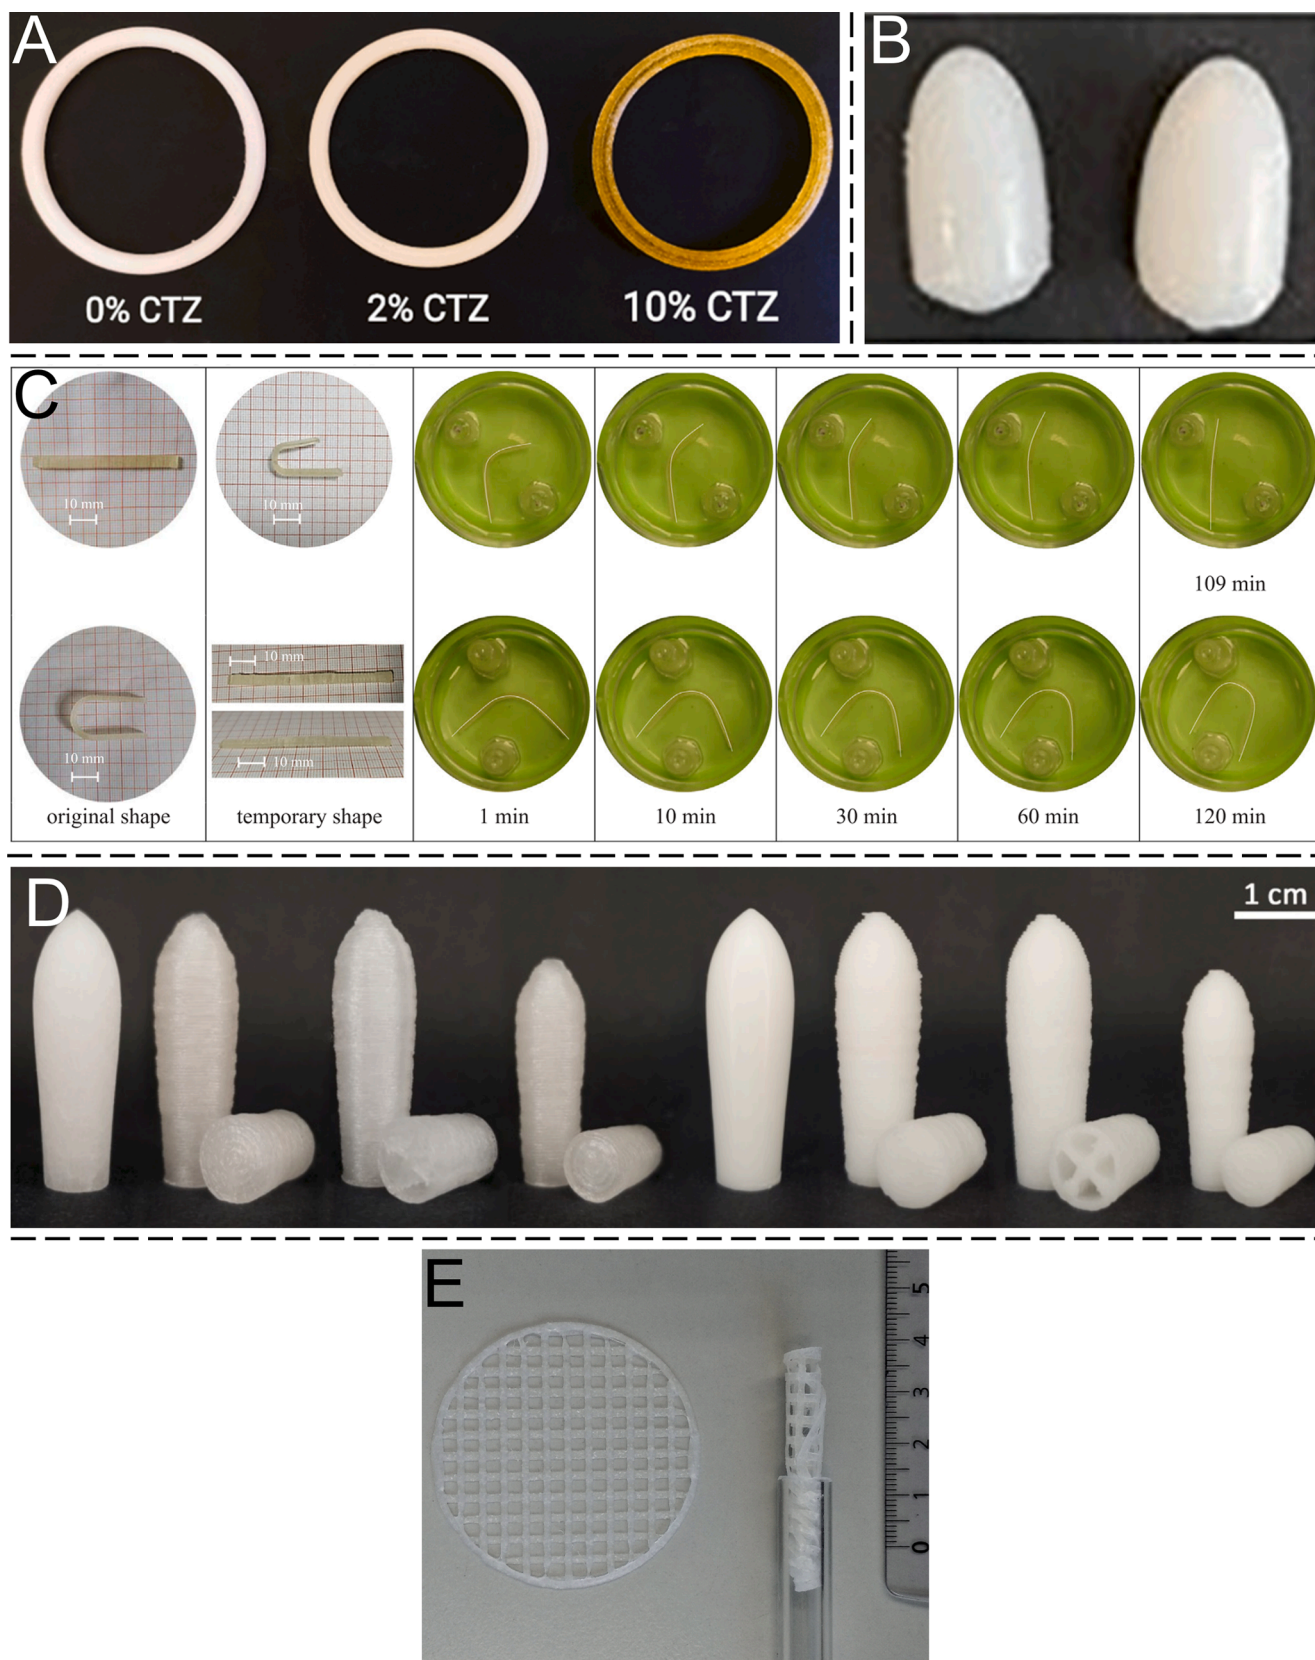 A
B
0% CTZ
2% CTZ
10% CTZ
C
10 mm
10 mm
109 min
10 mm
10 mm
10 mm
original shape
temporary shape
1 min
10 min
30 min
60 min
120 min
D
1 cm
E
5
4
3
2
1
0